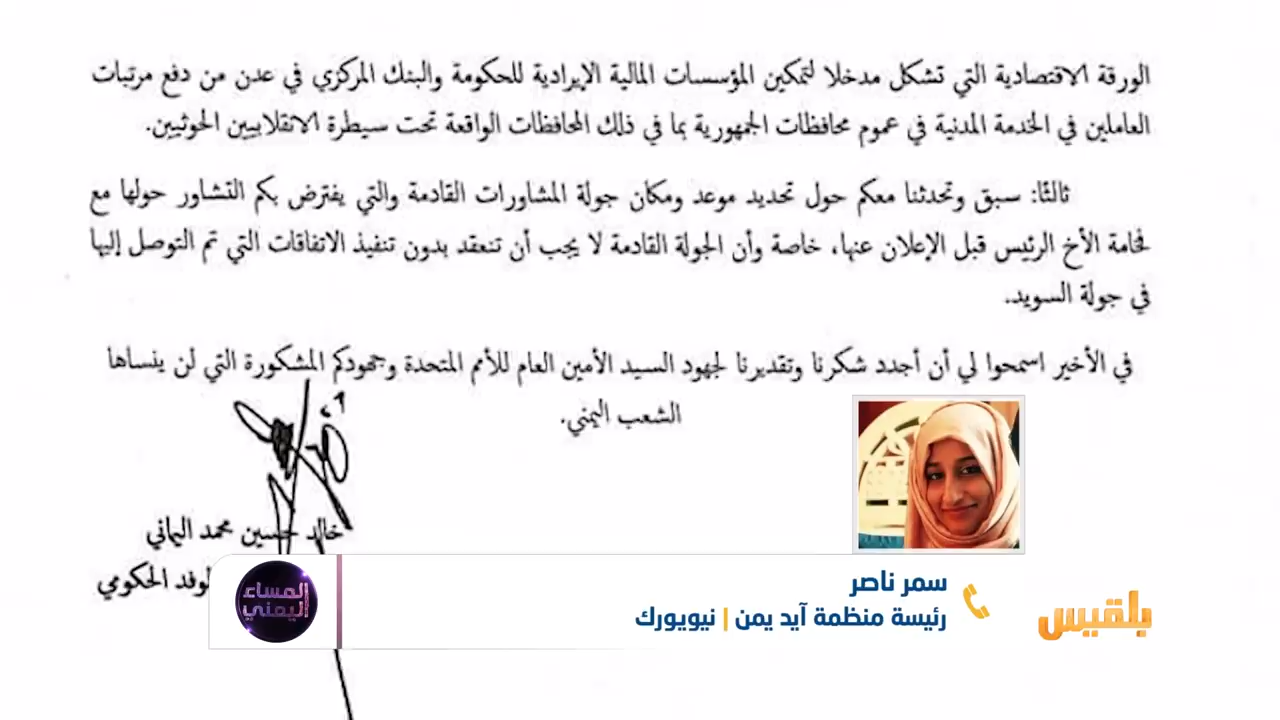 الورقة الاقتصادية التي تشكل مدخلا لتمكين المؤسسات المالية الإيرادية للحكومة والبنك المركزي في عدن من دفع مرتبات
العاملين في الخدمة المدنية في عموم محافظات الجمهورية بما في ذلك المحافظات الواقعة تحت سيطرة الانقلابيين الحوثيين.
ثالثًا: سبق وتحدثنا معكم حول تحديد موعد ومكان جولة المشاورات القادمة والتي يفترض بكم التشاور حولها مع
فخامة الأخ الرئيس قبل الإعلان عنها، خاصة وأن الجولة القادمة لا يجب أن تنعقد بدون تنفيذ الاتفاقات التي تم التوصل إليها
في جولة السويد.
في الأخير اسمحوا لي أن أجدد شكرنا وتقديرنا لجهود السيد الأمين العام للأمم المتحدة وجهودكم المشكورة التي لن ينساها
الشعب اليمني.
خالد حسين محمد اليماني
لوفد الحكومي
سمر ناصر
رئيسة منظمة آيد يمن | نيويورك
المساء
اليمني
بلقيس